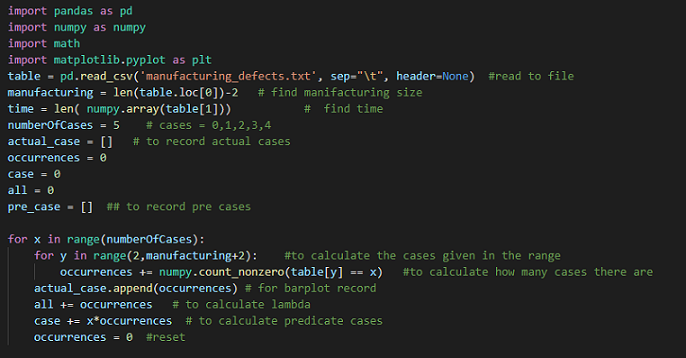 import pandas as pd
import numpy as numpy
import math
import matplotlib.pyplot as plt
table = pd.read_csv('manufacturing_defects.txt', sep="\t", header=None)  #read to file
manufacturing = len(table.loc[0])-2   # find manifacturing size
time = len( numpy.array(table[1]))          #  find time
numberOfCases = 5    # cases = 0,1,2,3,4
actual_case = []   # to record actual cases
occurrences = 0
case = 0
all = 0
pre_case = []  ## to record pre cases

for x in range(numberOfCases):
    for y in range(2,manufacturing+2):    #to calculate the cases given in the range
        occurrences += numpy.count_nonzero(table[y] == x)   #to calculate how many cases there are
    actual_case.append(occurrences) # for barplot record
    all += occurrences   # to calculate lambda
    case += x*occurrences  # to calculate predicate cases
    occurrences = 0  #reset